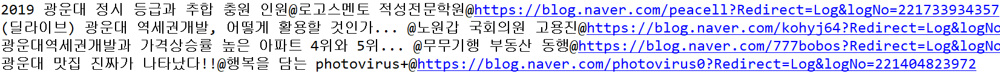 2019 광운대 정시 등급과 추합 충원 인원@로고스멘토 적성전문학원@https://blog.naver.com/peacell?Redirect=Log&logNo=221733934357
(딜라이브) 광운대 역세권개발, 어떻게 활용할 것인가... @노원갑 국회의원 고용진@https://blog.naver.com/kohyj64?Redirect=Log&logNo
광운대역세권개발과 가격상승률 높은 아파트 4위와 5위... @무무기행 부동산 동행@https://blog.naver.com/777bobos?Redirect=Log&logNo
광운대 맛집 진짜가 나타났다!!@행복을 담는 photovirus+@https://blog.naver.com/photovirus0?Redirect=Log&logNo=221404823972